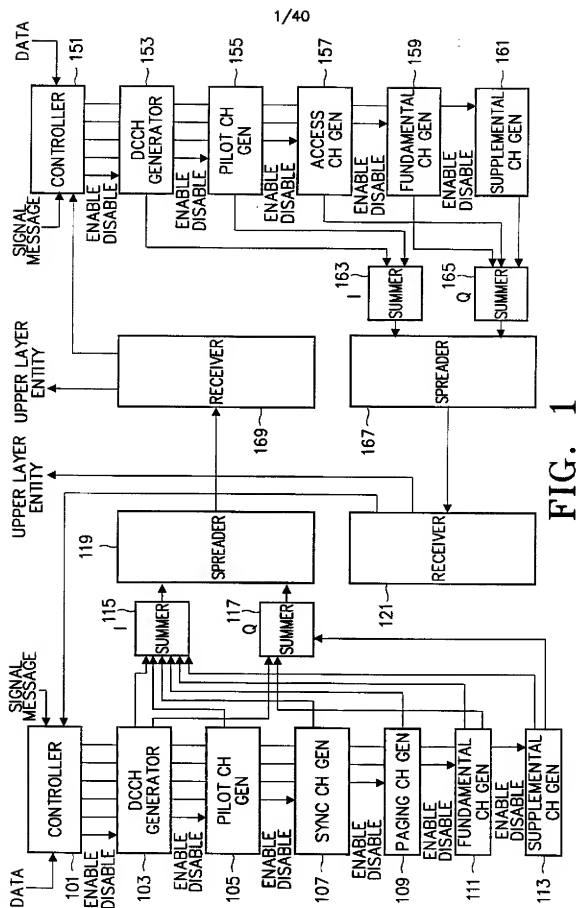 1/40
DATA
SIGNAL
MESSAGE
CONTROLLER
101
ENABLE
DISABLE
DCCH
GENERATOR
103
ENABLE
DISABLE
PILOT CH
GEN
105
ENABLE
DISABLE
SYNC CH GEN
107
ENABLE
DISABLE
PAGING CH GEN
109
ENABLE
DISABLE
FUNDAMENTAL
CH GEN
111
ENABLE
DISABLE
SUPPLEMENTAL
CH GEN
113
115
I
SUMMER
117
Q
SUMMER
119
SPREADER
121
RECEIVER
UPPER LAYER
ENTITY
UPPER LAYER
ENTITY
RECEIVER
169
SPREADER
167
163
I
SUMMER
165
Q
SUMMER
SIGNAL
MESSAGE
DATA
CONTROLLER
151
ENABLE
DISABLE
DCCH
GENERATOR
153
ENABLE
DISABLE
PILOT CH
GEN
155
ENABLE
DISABLE
ACCESS
CH GEN
157
ENABLE
DISABLE
FUNDAMENTAL
CH GEN
159
ENABLE
DISABLE
SUPPLEMENTAL
CH GEN
161
FIG. 1